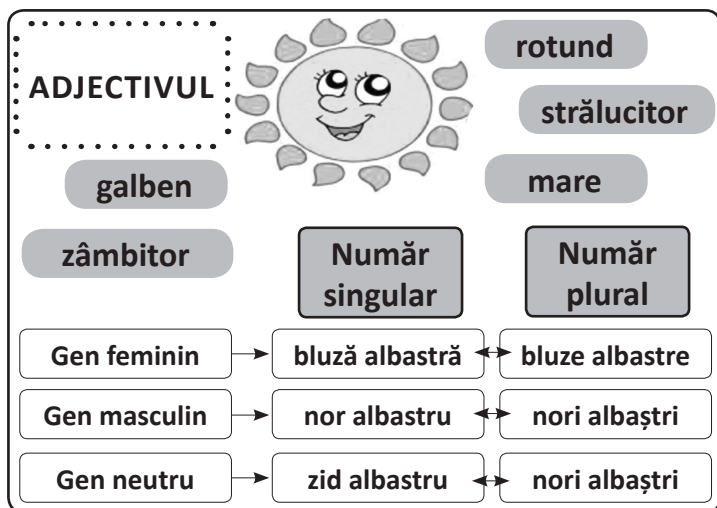 ADJECTIVUL
rotund
strălucitor
galben
mare
zâmbitor
Număr
singular
Număr
plural
Gen feminin
bluză albastră
bluze albastre
Gen masculin
nor albastru
nori albaștri
Gen neutru
zid albastru
nori albaștri